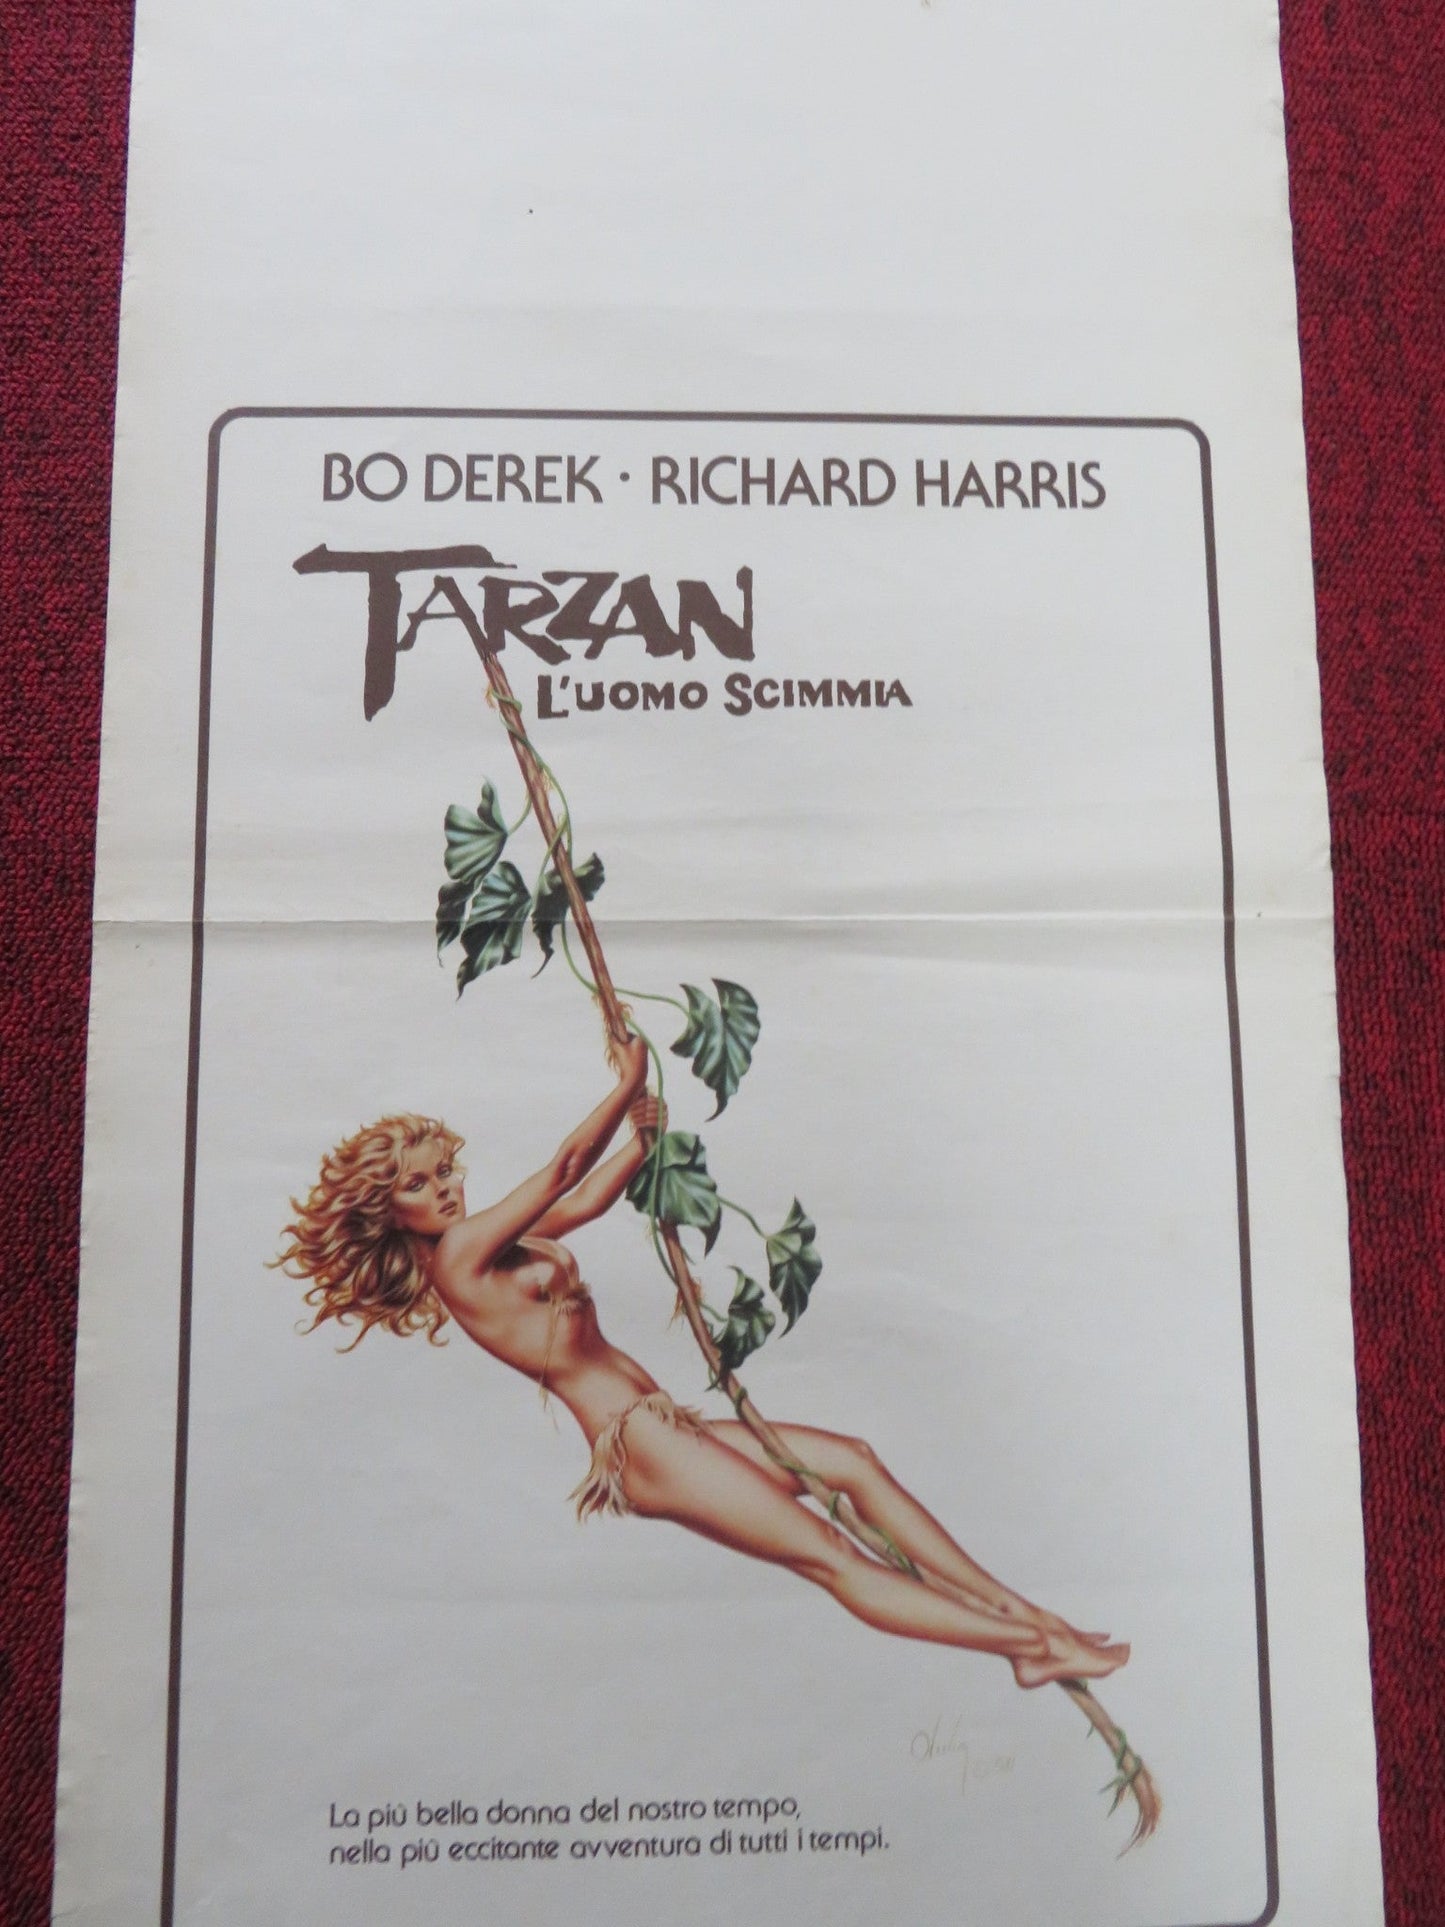 BO DEREK · RICHARD HARRIS
TARZAN
L'UOMO SCIMMIA
La più bella donna del nostro tempo,
nella più eccitante avventura di tutti i tempi.